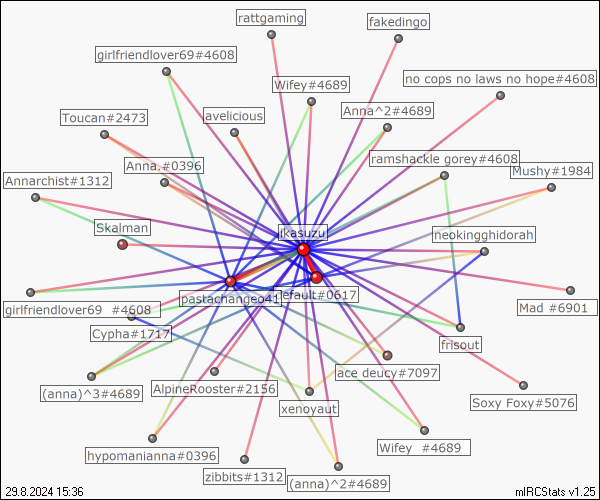 rattgaming
fakedingo
girlfriendlover69#4608
Wifey#4689
no cops no laws no hope#4608
Toucan#2473
avelicious
Anna^2#4689
Anna.#0396
ramshackle gorey#4608
Mushy#1984
Annarchist#1312
Skalman
ikasuzu
neokingghidorah
pastachangeo41
efault#0617
girlfriendlover69 #4608
Mad #6901
Cypha#1717
frisout
ace deucy#7097
(anna)^3#4689
AlpineRooster#2156
xenoyaut
Soxy Foxy#5076
hypomanianna#0396
Wifey #4689
zibbits#1312
(anna)^2#4689
29.8.2024 15:36
mIRCStats v1.25